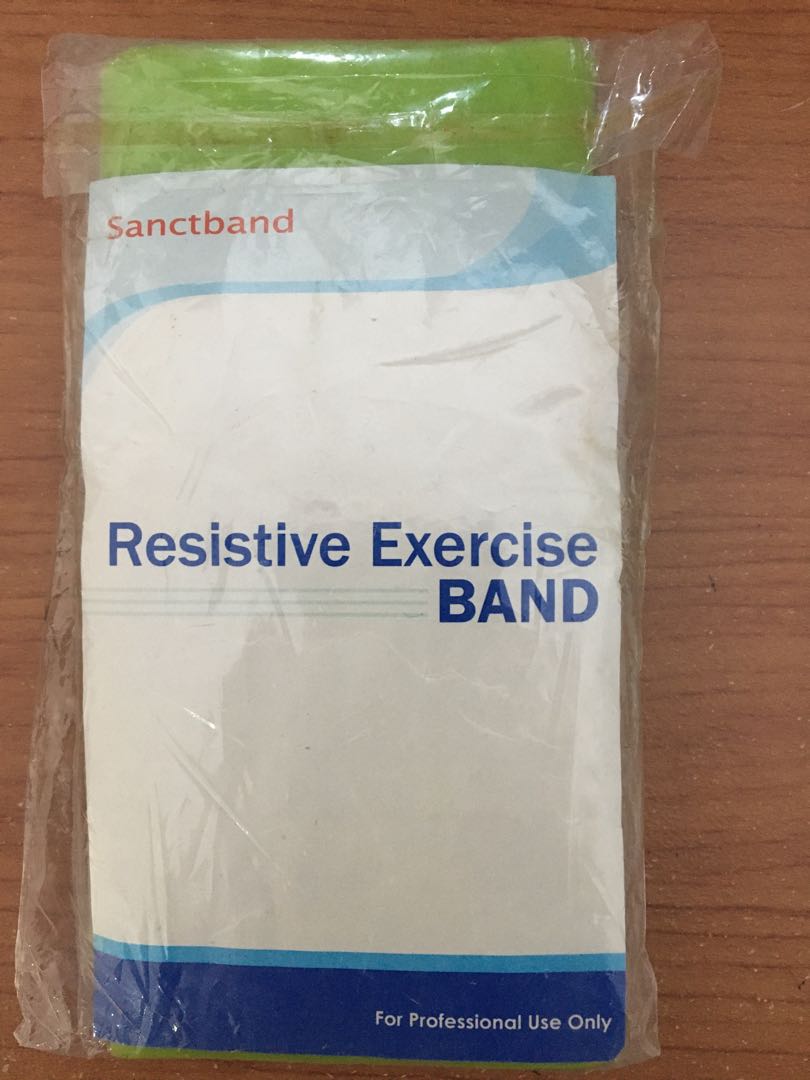 Sanctband
Resistive Exercise
BAND
For Professional Use Only